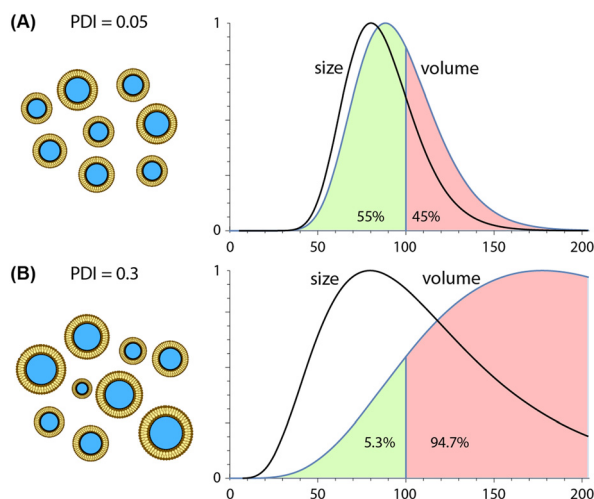 (A) PDI = 0.05
1
size volume
55% 45%
0
0 50 100 150 200
(B) PDI = 0.3
1
size volume
5.3% 94.7%
0
0 50 100 150 200